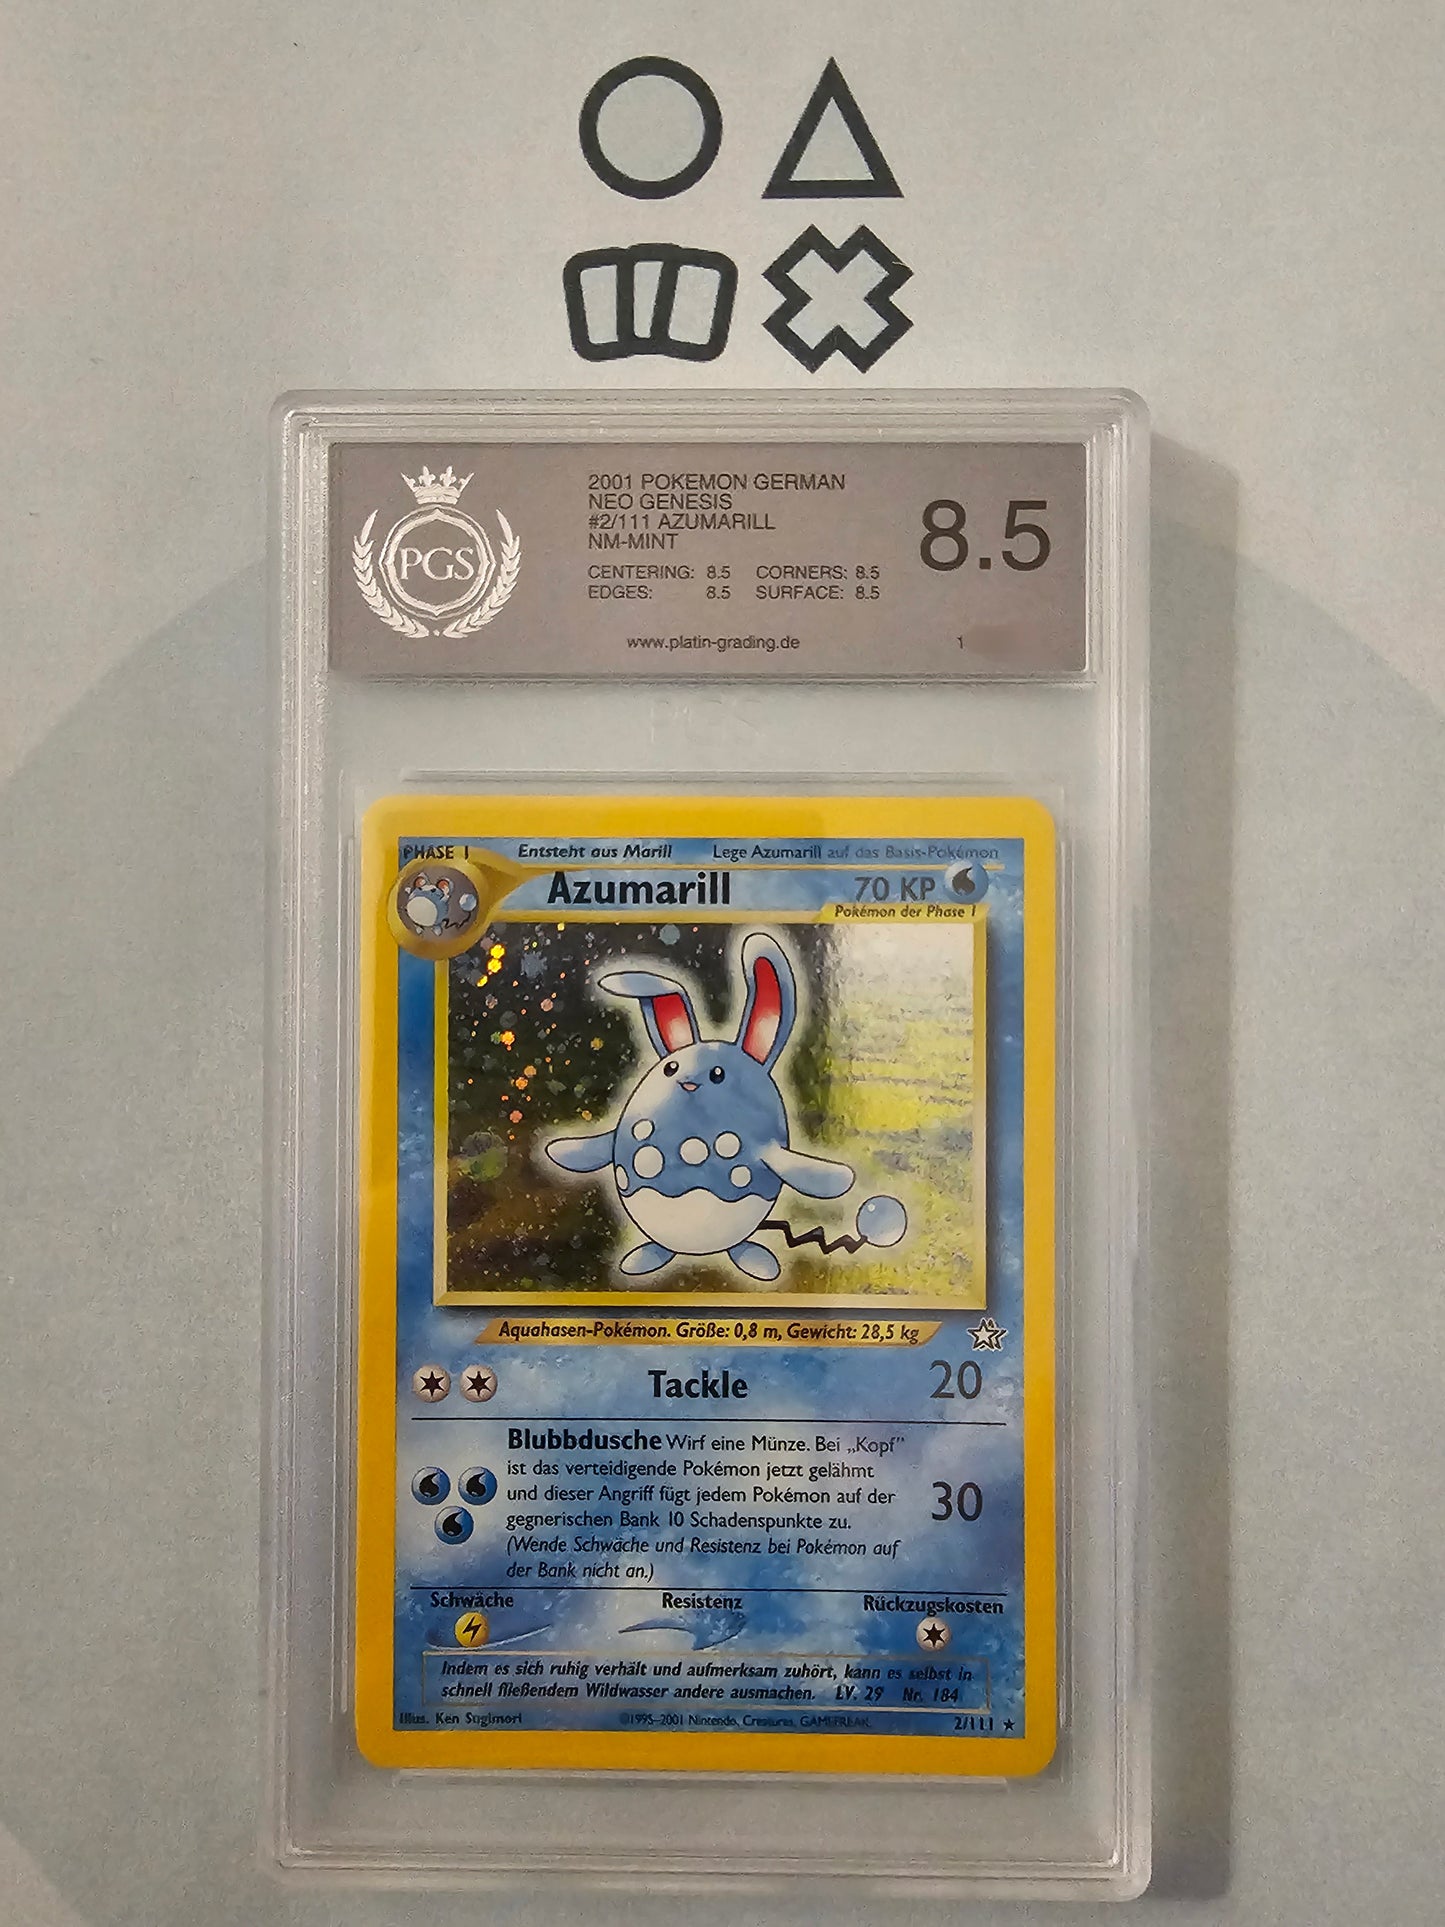 PGS
2001 POKEMON GERMAN
NEO GENESIS
#2/111 AZUMARILL
NM-MINT
CENTERING: 8.5 CORNERS: 8.5
EDGES: 8.5 SURFACE: 8.5
8.5
www.platin-grading.de
1
PHASE 1 Entsteht aus Marill Lege Azumarill auf das Basis-Pokémon
Azumarill 70 KP
Pokémon der Phase 1
Aquahasen-Pokémon. Größe: 0,8 m, Gewicht: 28,5 kg
Tackle 20
Blubbdusche Wirf eine Münze. Bei „Kopf"
ist das verteidigende Pokémon jetzt gelähmt
und dieser Angriff fügt jedem Pokémon auf der
gegnerischen Bank 10 Schadenspunkte zu.
(Wende Schwäche und Resistenz bei Pokémon auf
der Bank nicht an.)
30
Schwäche Resistenz Rückzugskosten
Indem es sich ruhig verhält und aufmerksam zuhört, kann es selbst in
schnell fließendem Wildwasser andere ausmachen. LV. 29 Nr. 184
Illus. Ken Sugimori ©1995–2001 Nintendo, Creatures, GAMEFREAK. 2/111 ★